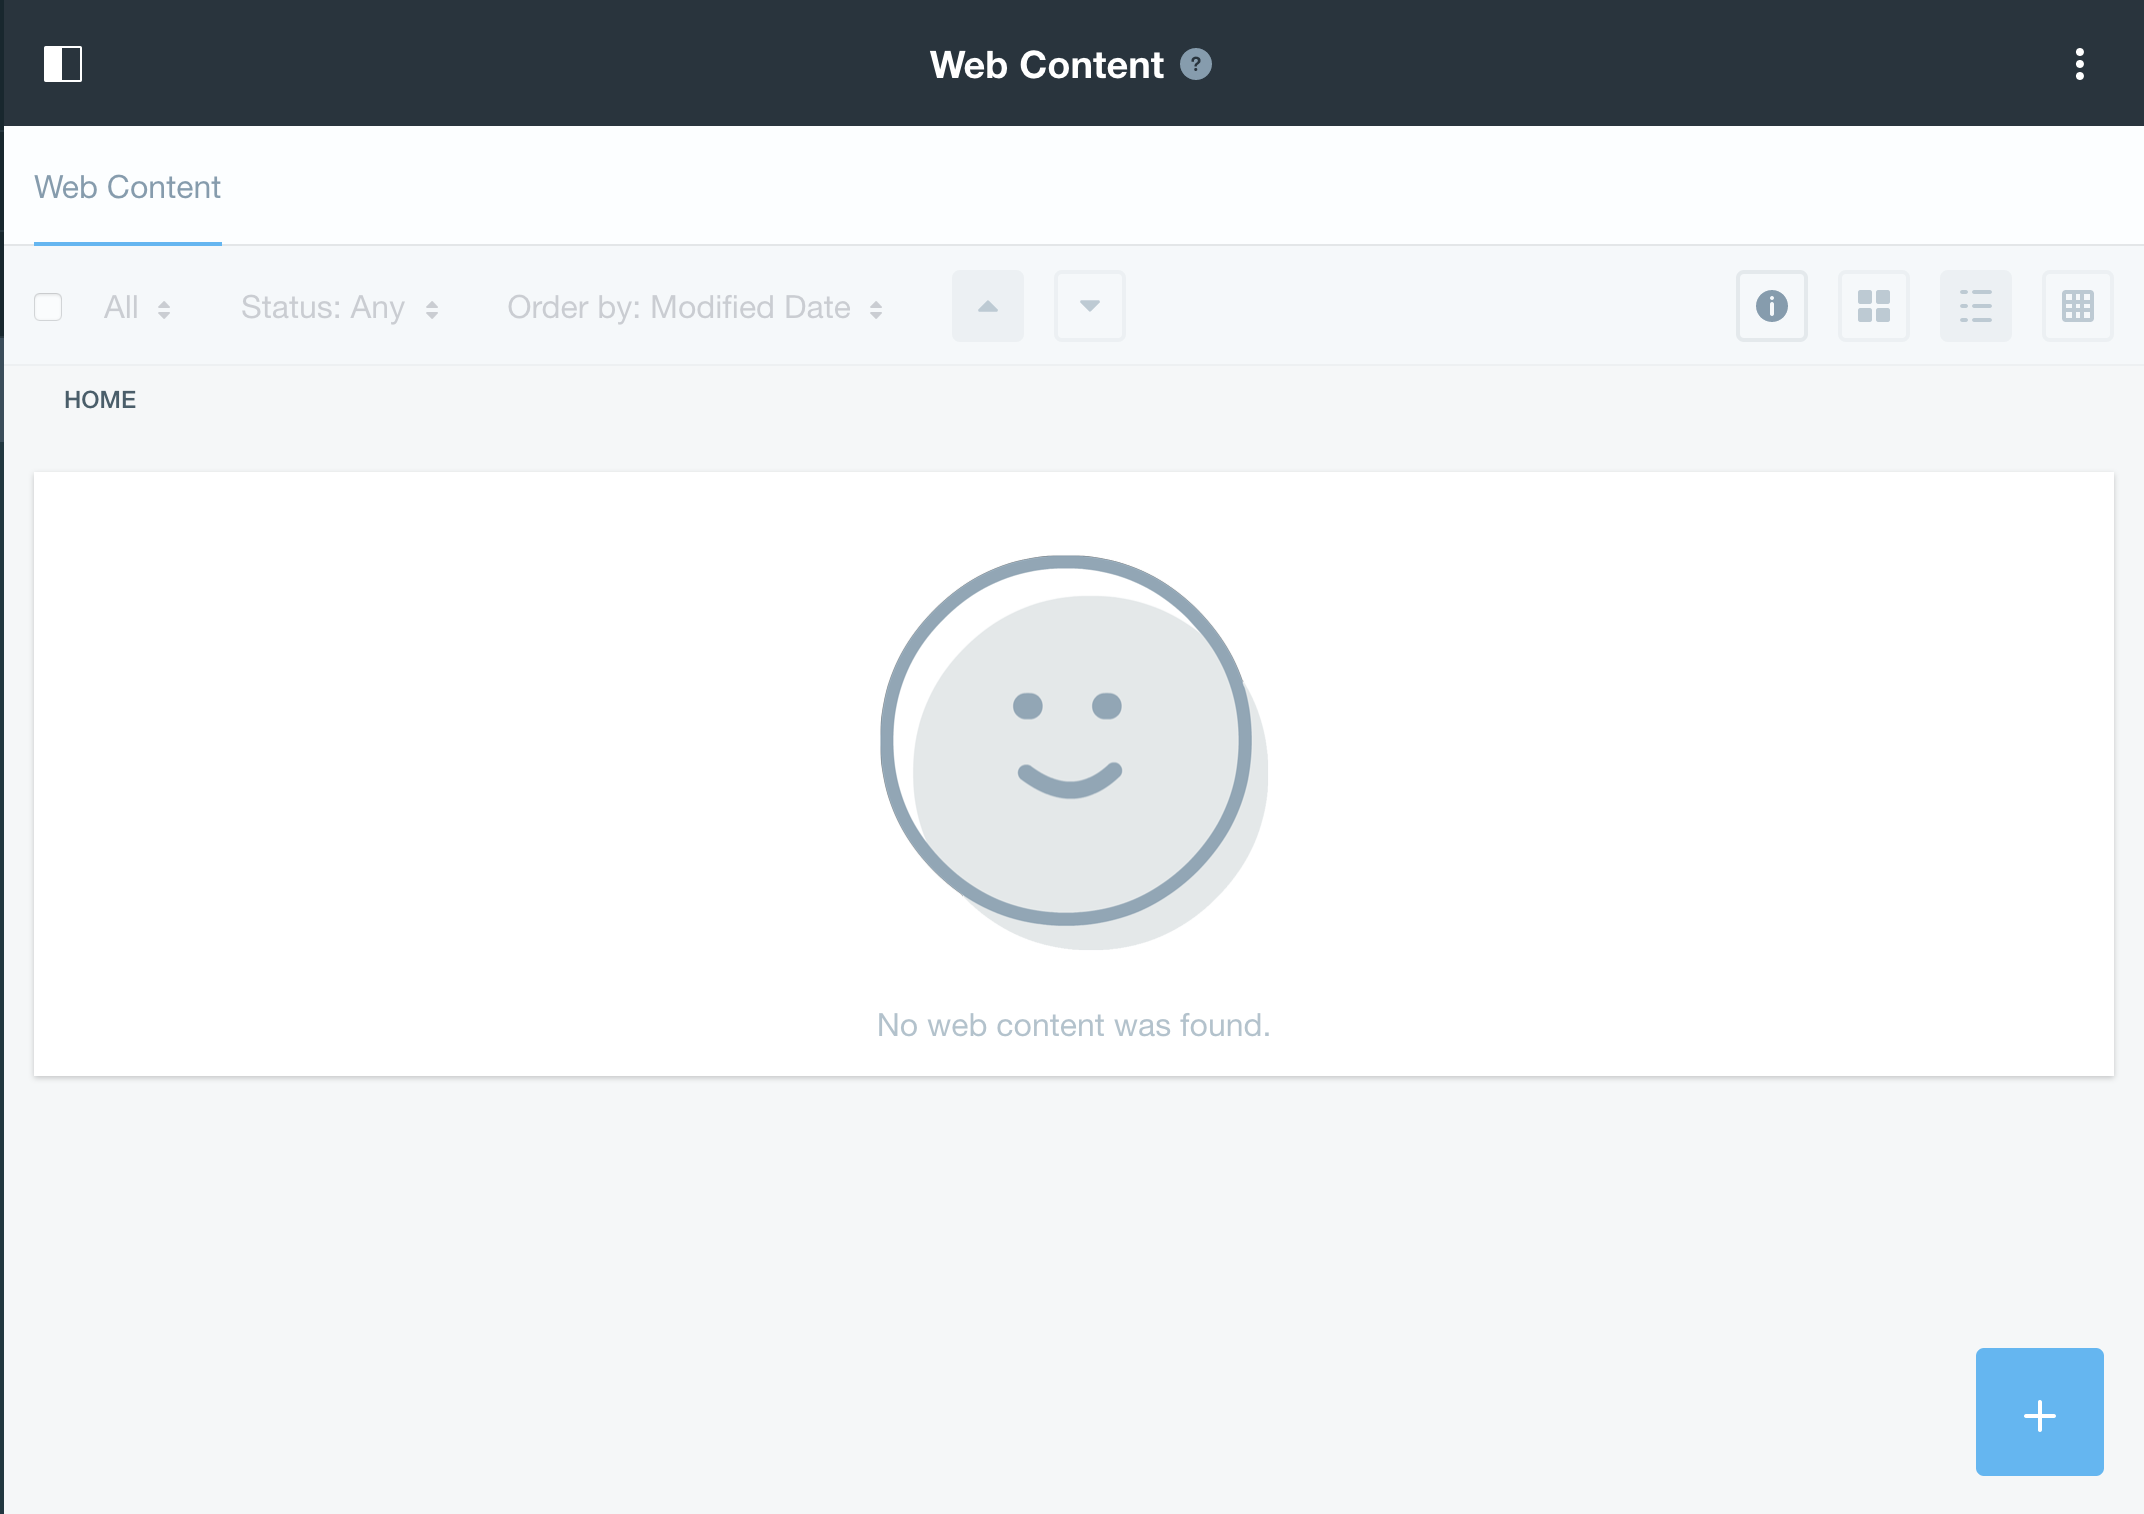 Web Content ?
Web Content
All Status: Any Order by: Modified Date
HOME
No web content was found.